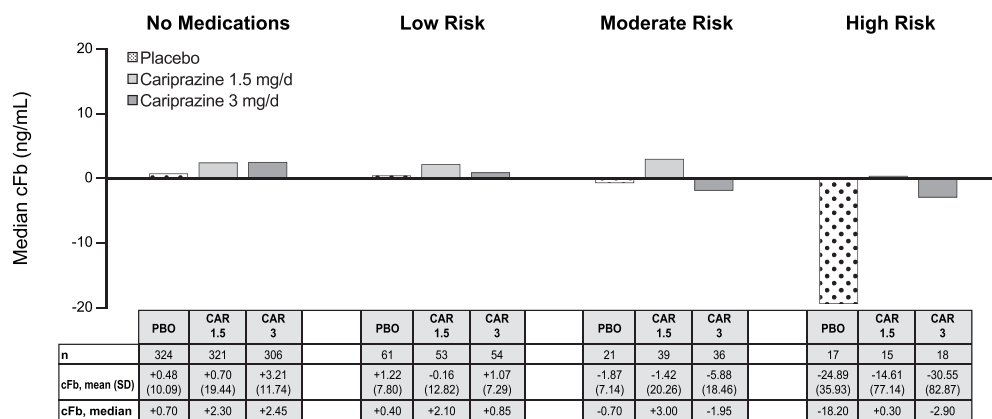 No Medications Low Risk Moderate Risk High Risk
20
Placebo
Cariprazine 1.5 mg/d
Cariprazine 3 mg/d
10
0
-10
-20
Median cFb (ng/mL)
PBO CAR 1.5 CAR 3 PBO CAR 1.5 CAR 3 PBO CAR 1.5 CAR 3 PBO CAR 1.5 CAR 3
n 324 321 306 61 53 54 21 39 36 17 15 18
cFb, mean (SD) +0.48 (10.09) +0.70 (19.44) +3.21 (11.74) +1.22 (7.80) -0.16 (12.82) +1.07 (7.29) -1.87 (7.14) -1.42 (20.26) -5.88 (18.46) -24.89 (35.93) -14.61 (77.14) -30.55 (82.87)
cFb, median +0.70 +2.30 +2.45 +0.40 +2.10 +0.85 -0.70 +3.00 -1.95 -18.20 +0.30 -2.90